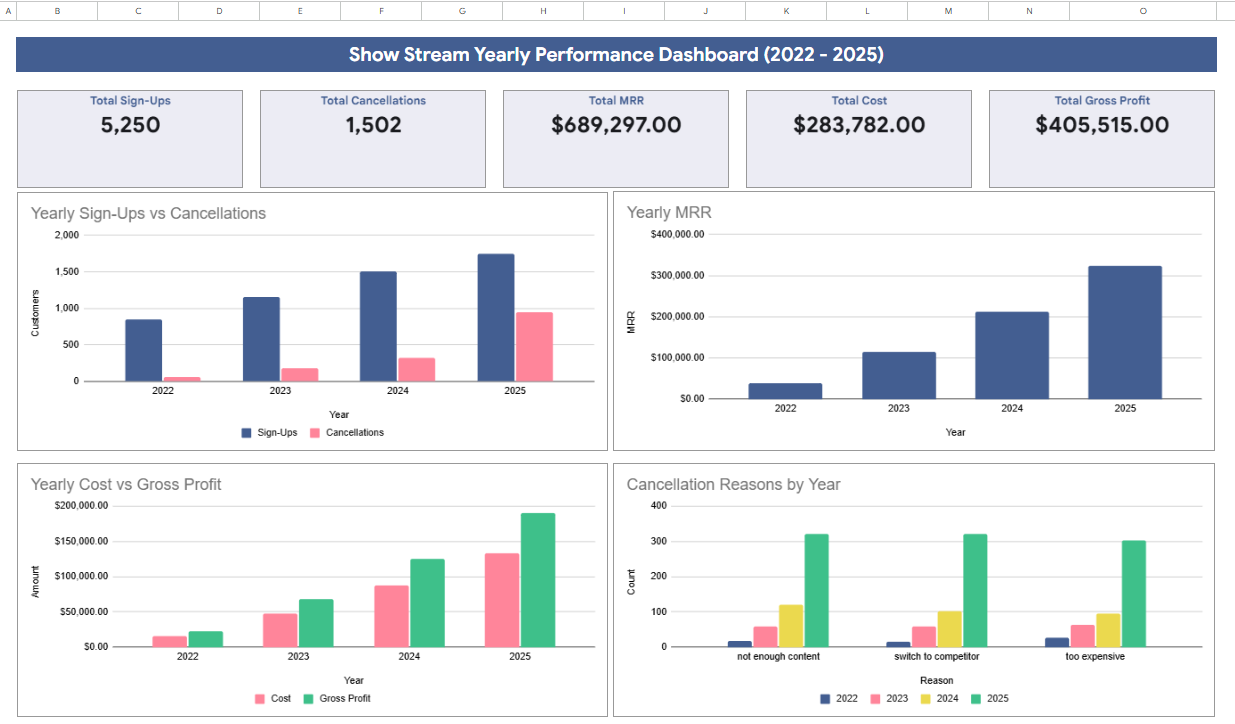 A B C D E F G H I J K L M N O
Show Stream Yearly Performance Dashboard (2022 - 2025)
Total Sign-Ups
5,250
Total Cancellations
1,502
Total MRR
$689,297.00
Total Cost
$283,782.00
Total Gross Profit
$405,515.00
Yearly Sign-Ups vs Cancellations
Customers
2,000
1,500
1,000
500
0
2022 2023 2024 2025
Year
Sign-Ups Cancellations
Yearly MRR
MRR
$400,000.00
$300,000.00
$200,000.00
$100,000.00
$0.00
2022 2023 2024 2025
Year
Yearly Cost vs Gross Profit
Amount
$200,000.00
$150,000.00
$100,000.00
$50,000.00
$0.00
2022 2023 2024 2025
Year
Cost Gross Profit
Cancellation Reasons by Year
Count
400
300
200
100
0
not enough content switch to competitor too expensive
Reason
2022 2023 2024 2025